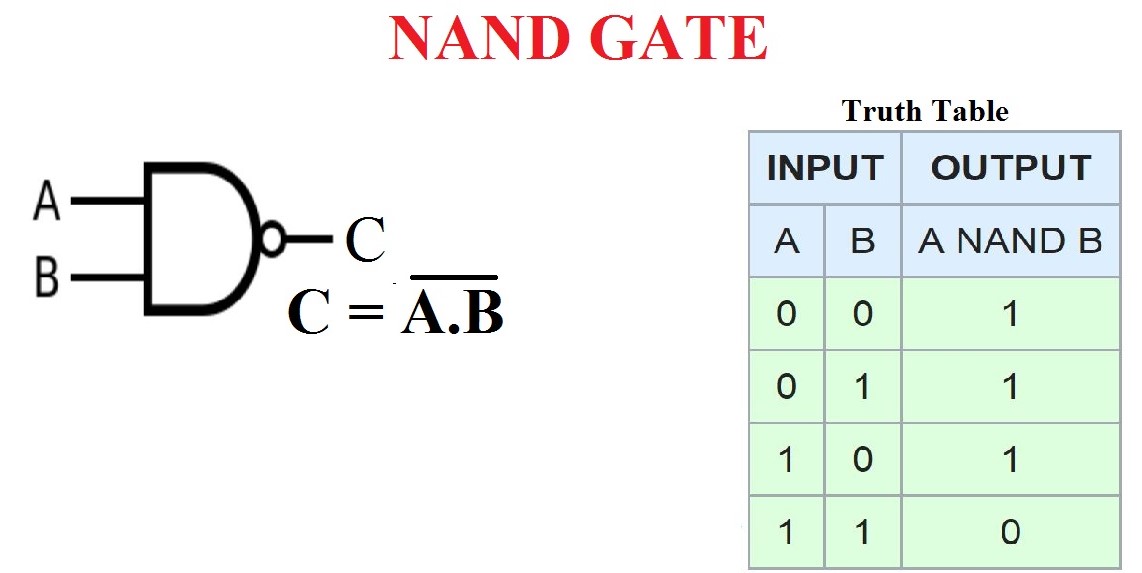 NAND GATE
A
B
C
C = A̅.̅B̅
Truth Table
INPUT OUTPUT
A B A NAND B
0 0 1
0 1 1
1 0 1
1 1 0